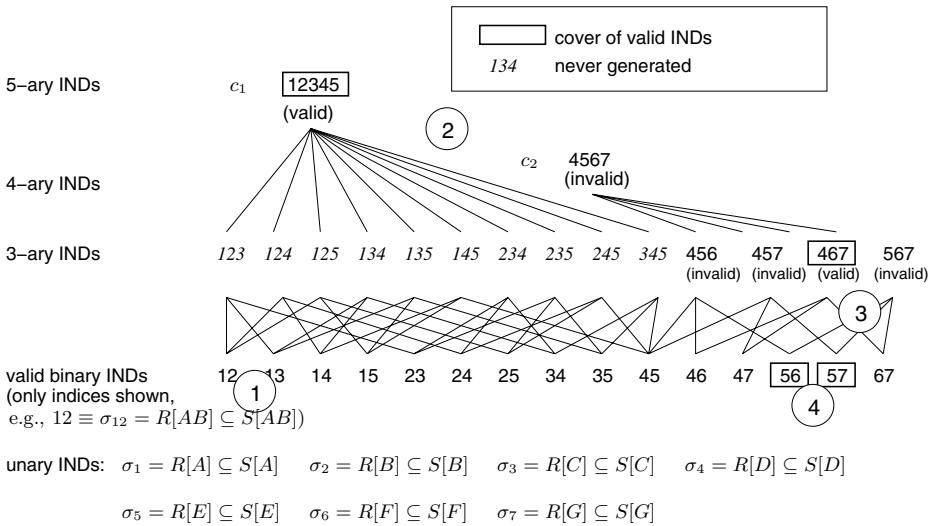 cover of valid INDs
134 never generated
5−ary INDs c1 12345
(valid)
2
c2 4567
4−ary INDs (invalid)
3−ary INDs 123 124 125 134 135 145 234 235 245 345 456 457 467 567
(invalid) (invalid) (valid) (invalid)
3
valid binary INDs 12 13 14 15 23 24 25 34 35 45 46 47 56 57 67
(only indices shown, 1 4
e.g., 12 ≡ σ12 = R[AB] ⊆ S[AB])
unary INDs: σ1 = R[A] ⊆ S[A] σ2 = R[B] ⊆ S[B] σ3 = R[C] ⊆ S[C] σ4 = R[D] ⊆ S[D]
σ5 = R[E] ⊆ S[E] σ6 = R[F] ⊆ S[F] σ7 = R[G] ⊆ S[G]